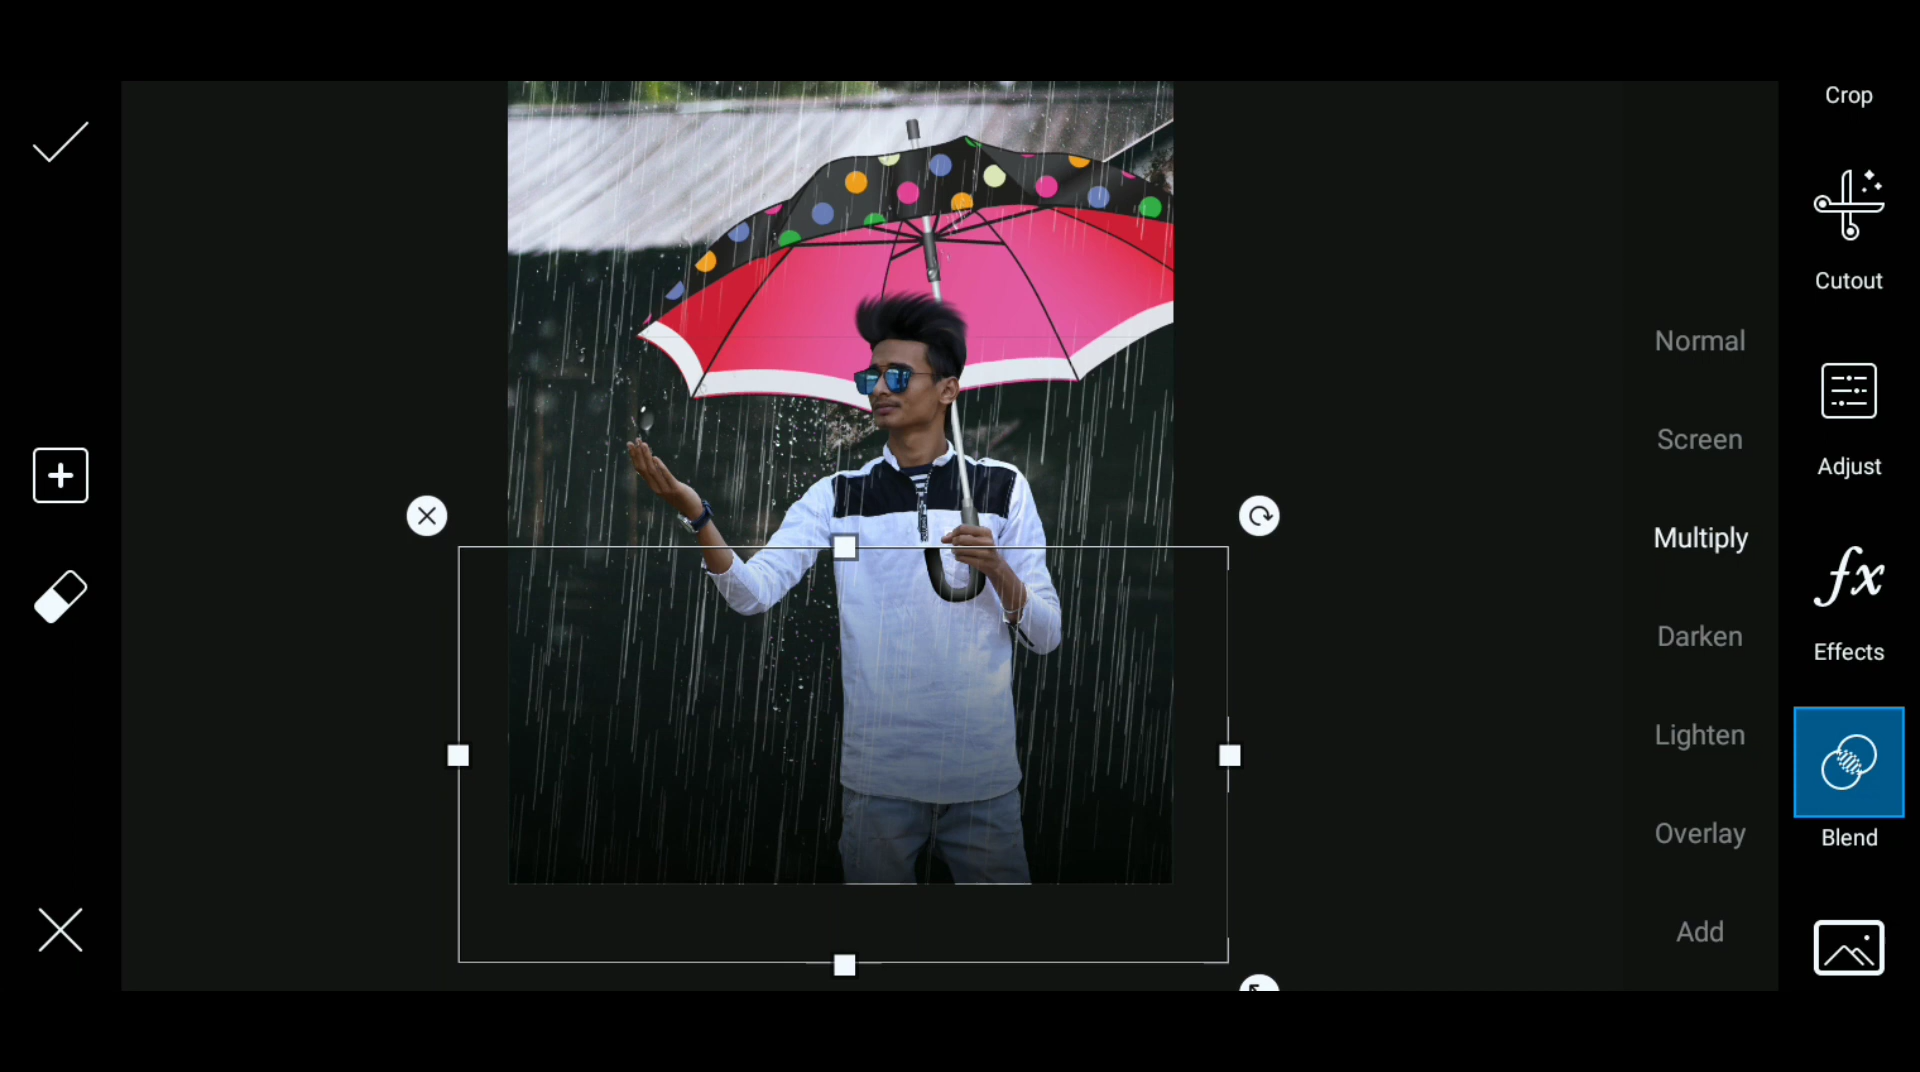 Crop
Cutout
Adjust
Effects
Blend
Normal
Screen
Multiply
Darken
Lighten
Overlay
Add